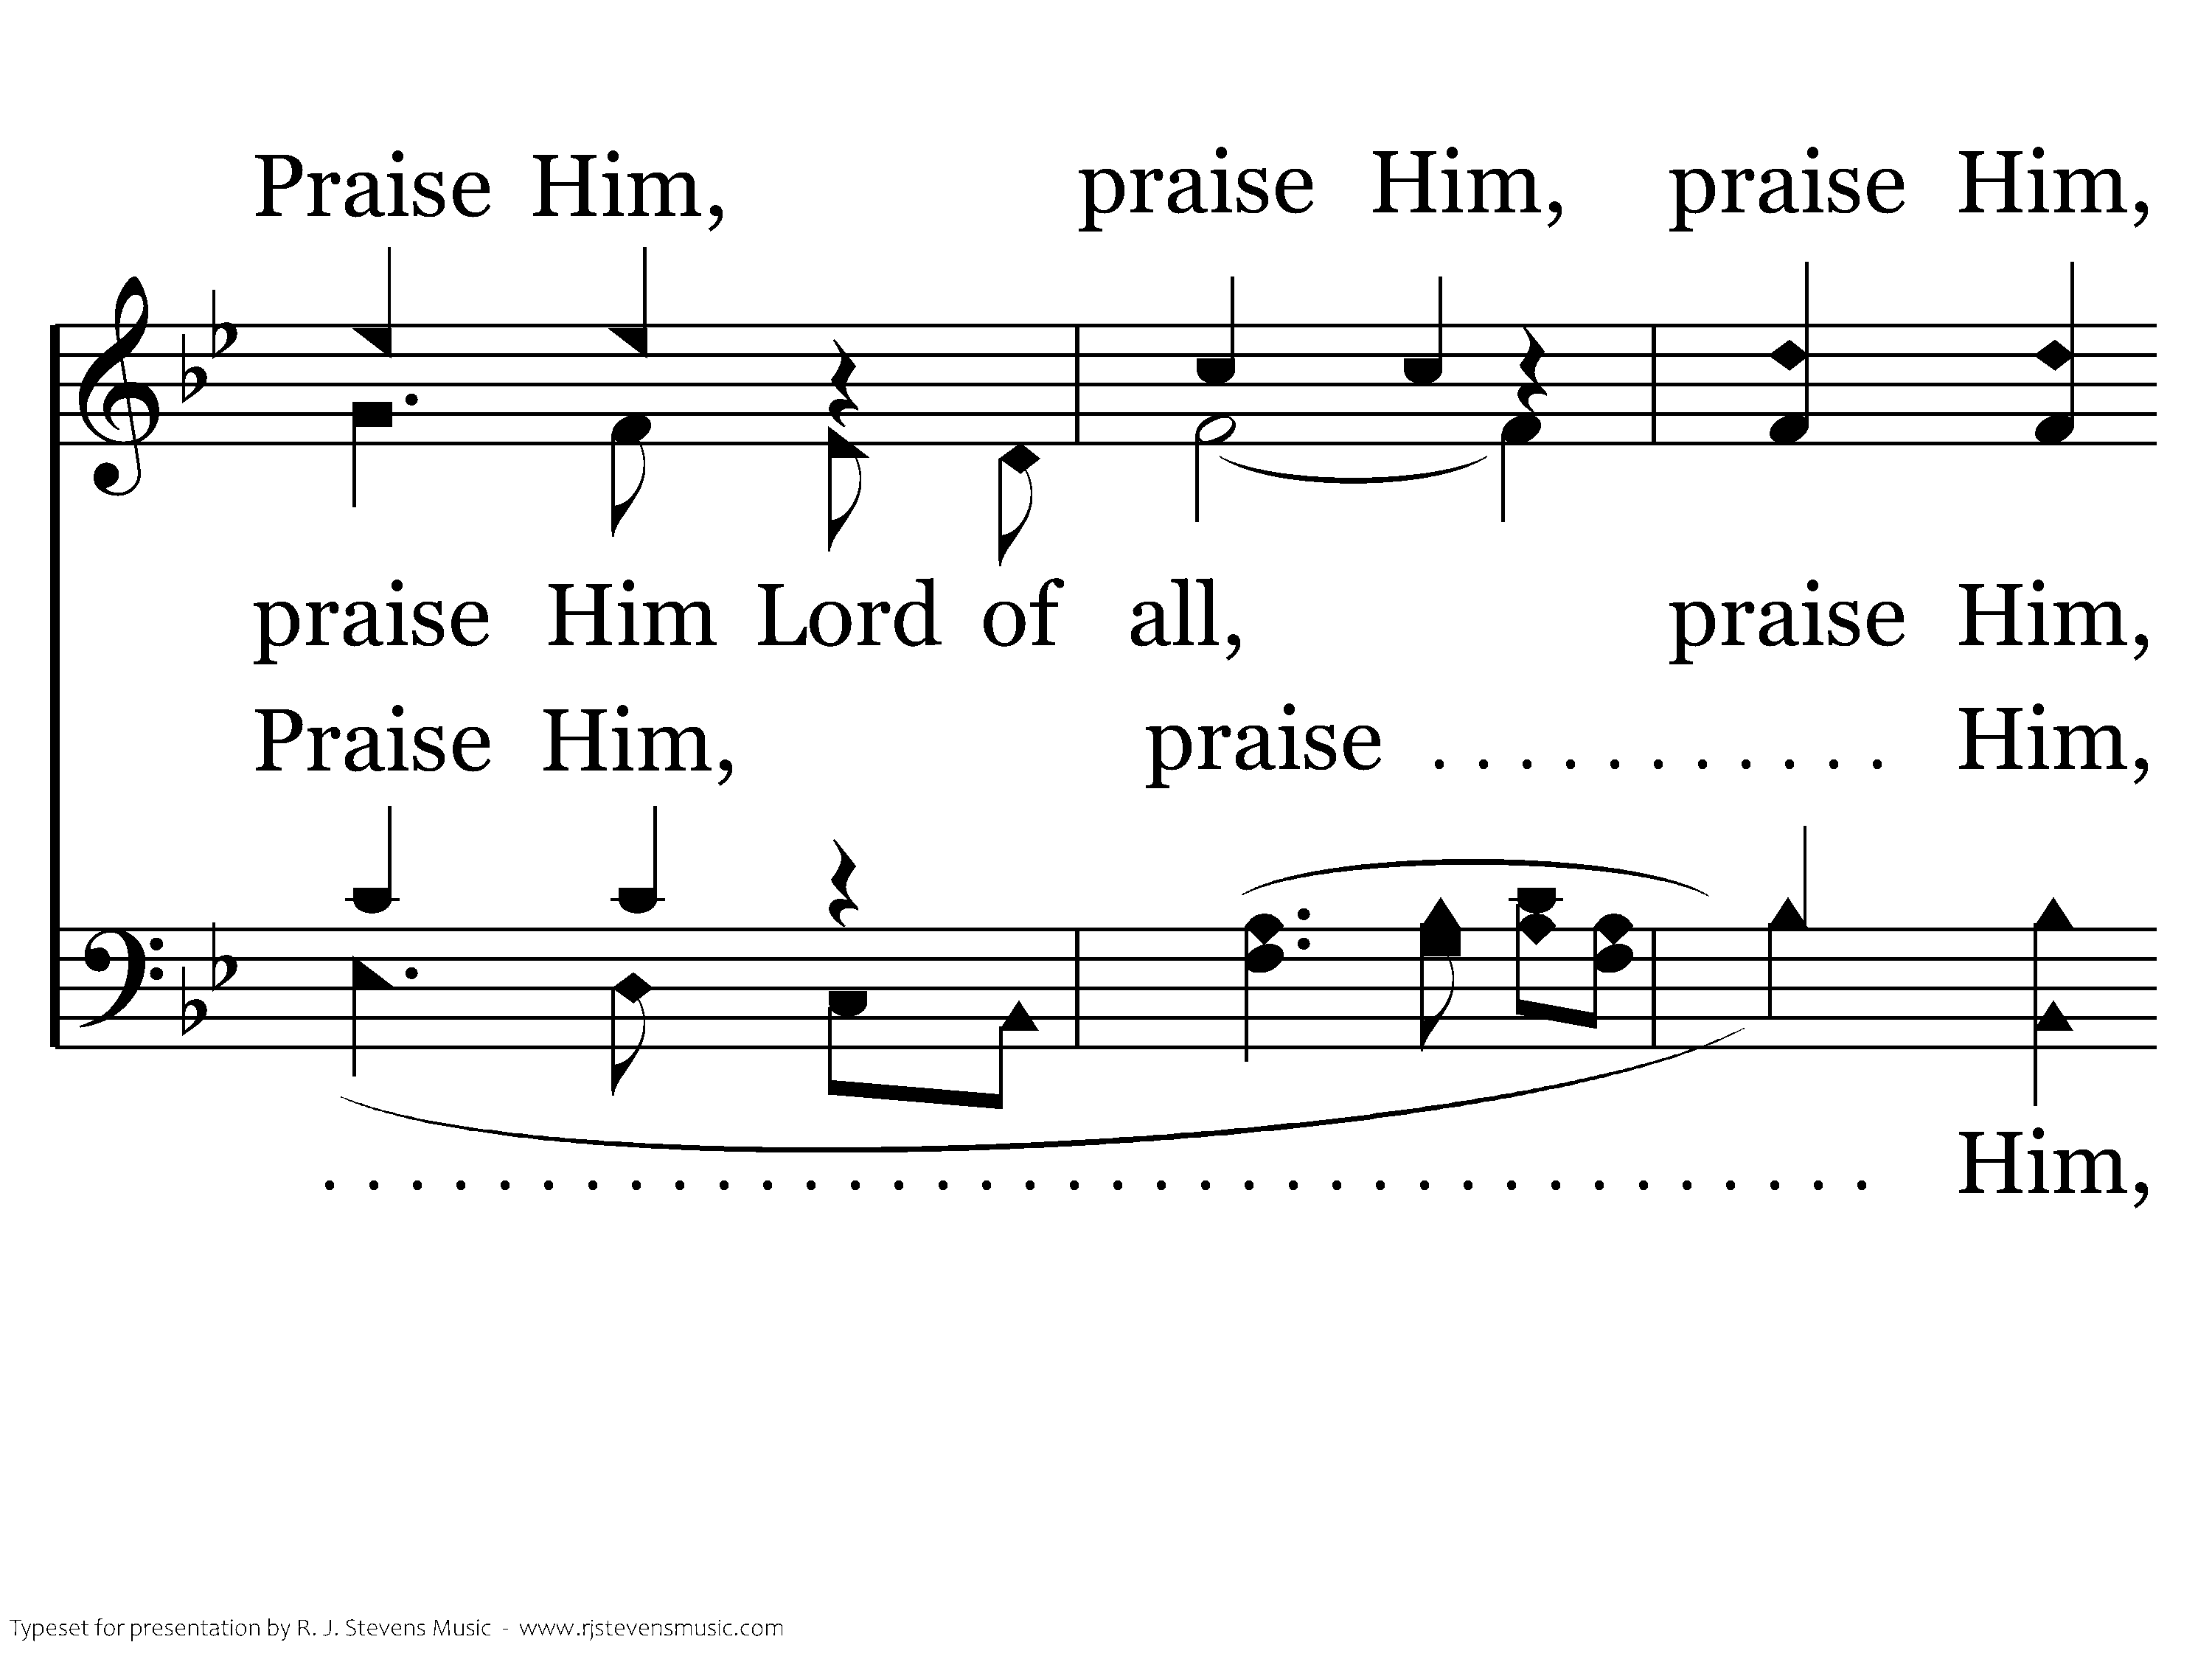 Praise Him, praise Him, praise Him,
praise Him Lord of all, praise Him,
Praise Him, praise . . . . . . . . . . . Him,
. . . . . . . . . . . . . . . . . . . . . . . . . . . . . . . . . . . . Him,
Typeset for presentation by R. J. Stevens Music - www.rjstevensmusic.com